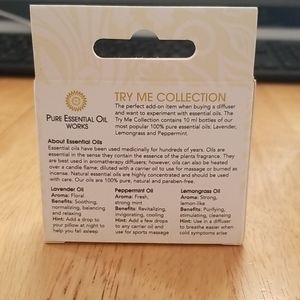 TRY ME COLLECTION
The perfect add-on item when buying a diffuser
and want to experiment with essential oils. The
Try Me Collection contains 10 ml bottles of our
most popular 100% pure essential oils: Lavender,
Lemongrass and Peppermint.
PURE ESSENTIAL OIL
WORKS
About Essential Oils
Essential oils have been used medicinally for hundreds of years. Oils are
essential in the sense they contain the essence of the plants fragrance. They
are best used in aromatherapy diffusers; however, oils can also be heated
over a candle flame; diluted with a carrier oil to use for massage or burned as
incense. Natural essential oils are highly concentrated and should be used
with care. Our oils are 100% pure, natural and paraben-free.
Lavender Oil
Aroma: Floral
Benefits: Soothing,
normalizing, balancing
and relaxing
Hint: Add a drop to
your pillow at night to
help you fall asleep
Peppermint Oil
Aroma: Fresh,
strong mint
Benefits: Revitalizing,
invigorating, cooling
Hint: Add a few drops
to any carrier oil and
use for sports massage
Lemongrass Oil
Aroma: Strong,
lemon-like
Benefits: Purifying,
stimulating, cleansing
Hint: Use in a diffuser
to breathe easier when
cold symptoms arise